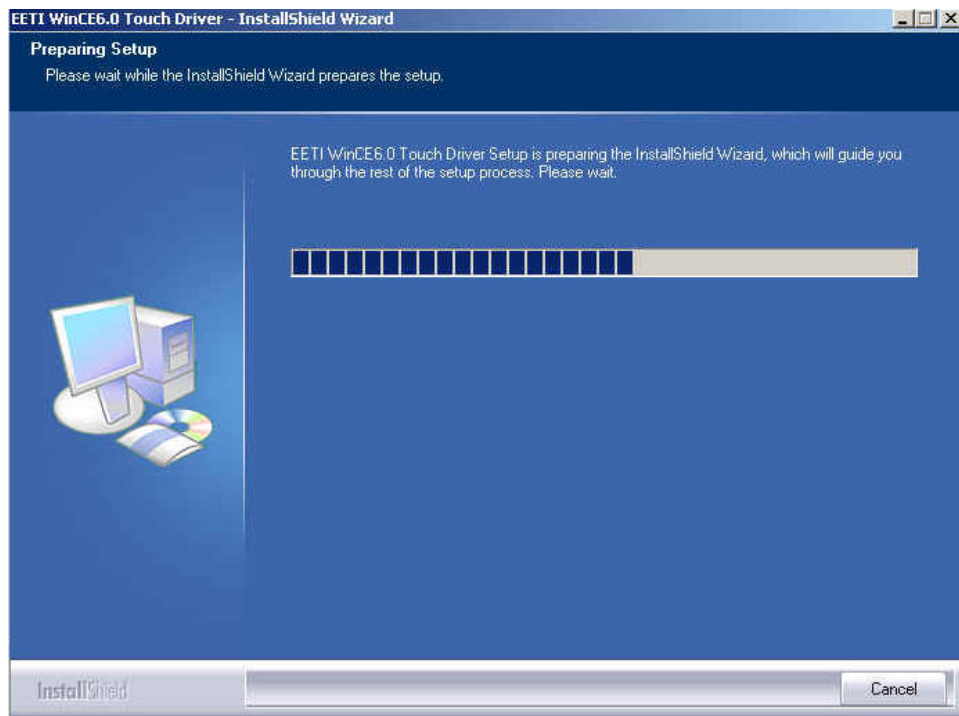 EETI WinCE6.0 Touch Driver - InstallShield Wizard
Preparing Setup
Please wait while the InstallShield Wizard prepares the setup.
EETI WinCE6.0 Touch Driver Setup is preparing the InstallShield Wizard, which will guide you
through the rest of the setup process. Please wait.
InstallShield
Cancel